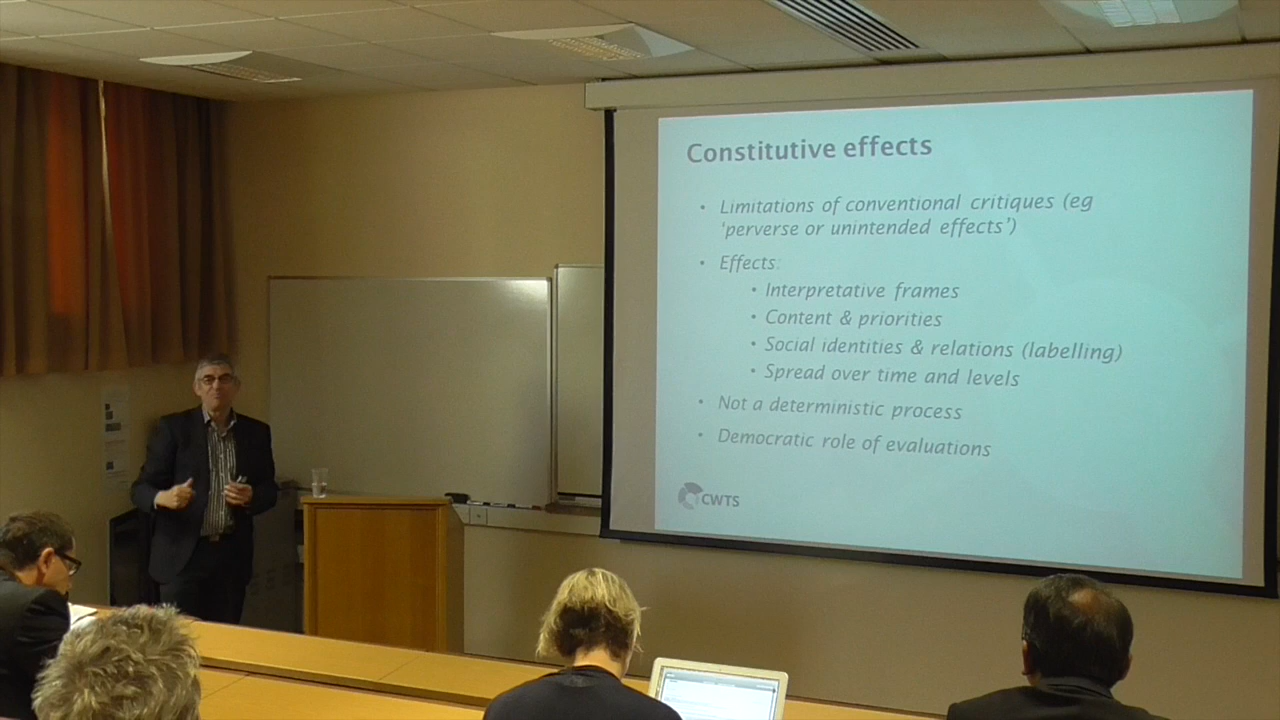 Constitutive effects
• Limitations of conventional critiques (eg
‘perverse or unintended effects’)
• Effects:
• Interpretative frames
• Content & priorities
• Social identities & relations (labelling)
• Spread over time and levels
• Not a deterministic process
• Democratic role of evaluations
CWTS